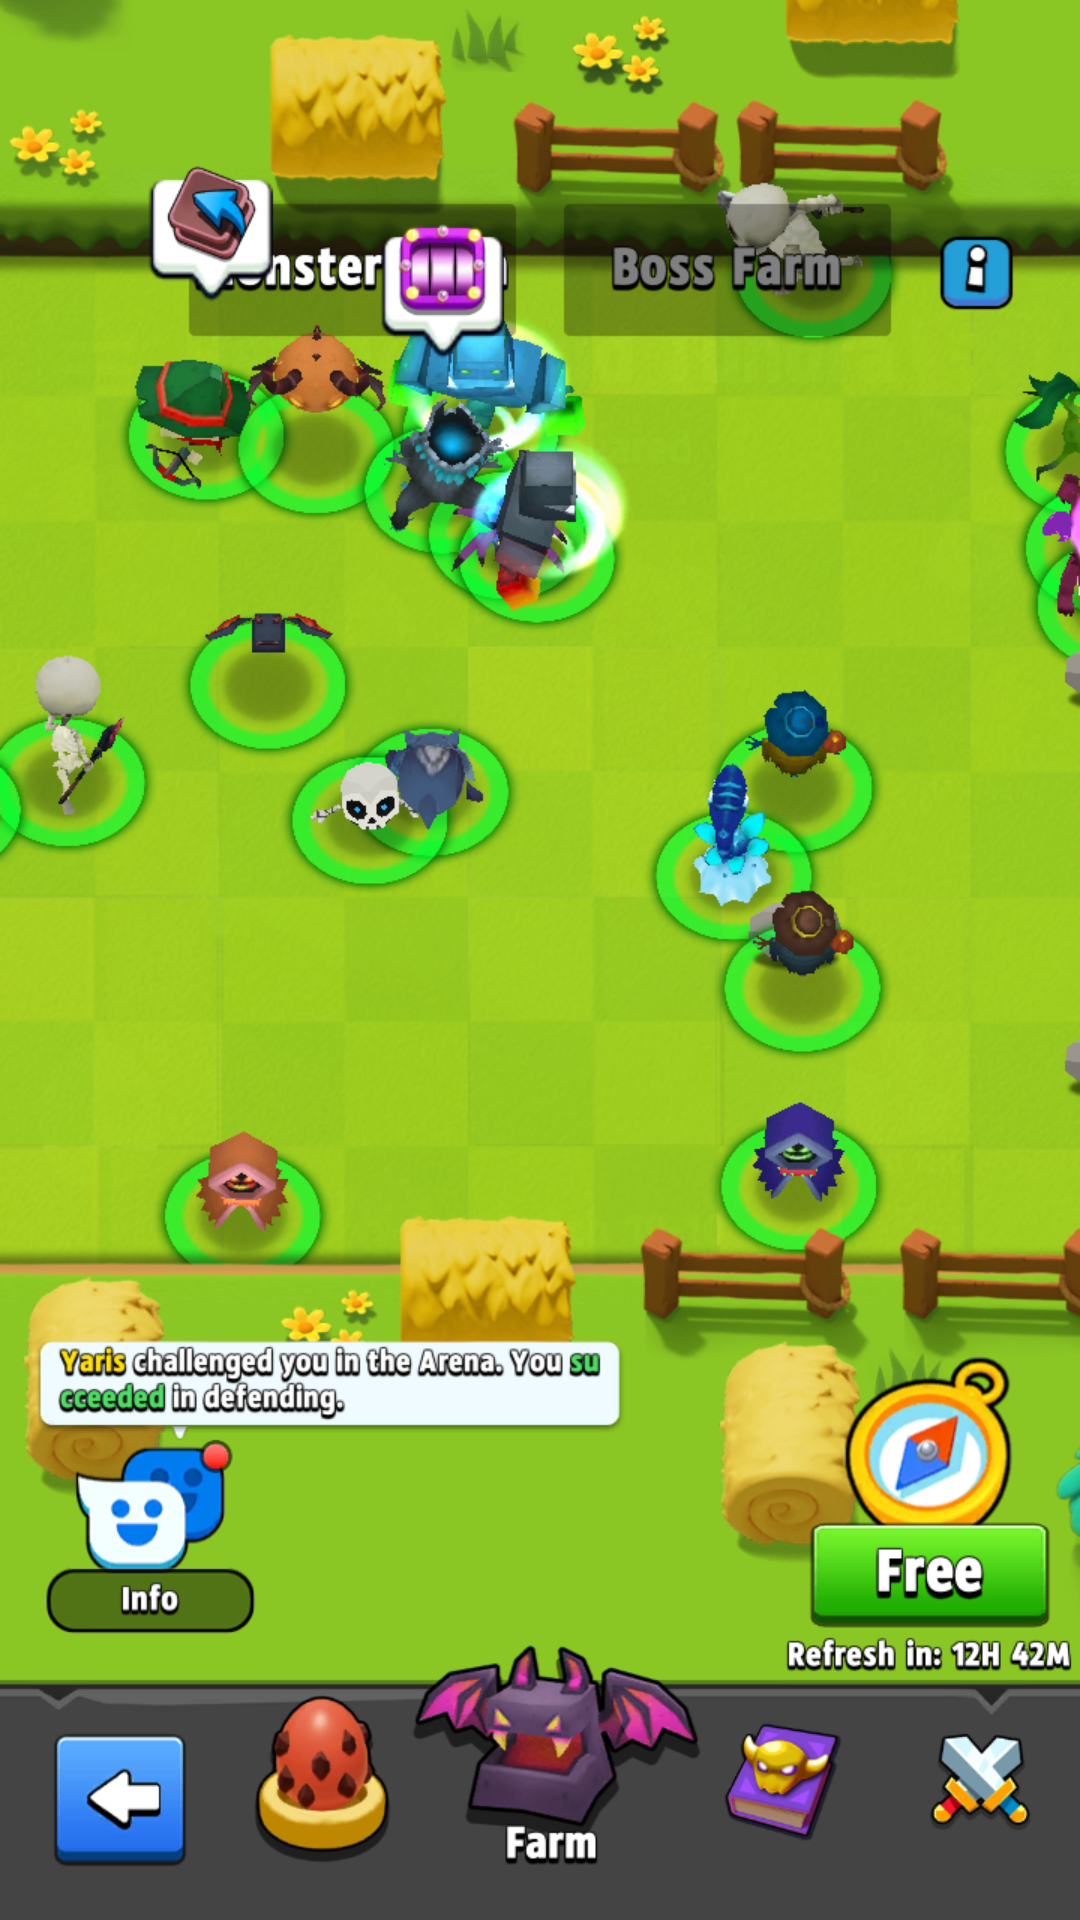 nster
Boss Farm
Yaris challenged you in the Arena. You su
cceeded in defending.
Info
Free
Refresh in: 12H 42M
Farm